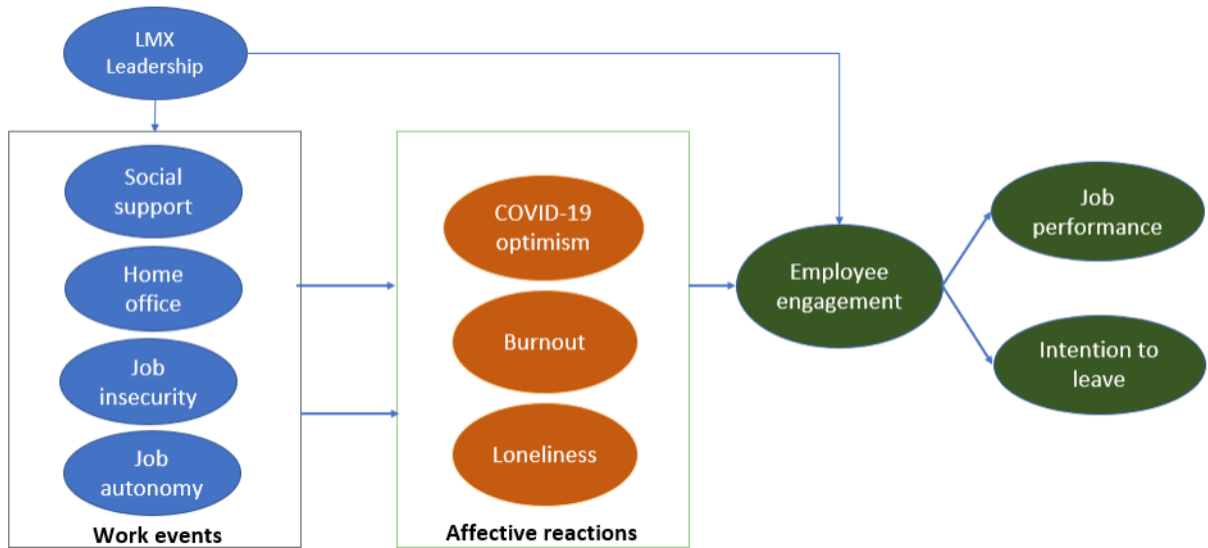 LMX
Leadership
Social
support
Home
office
Job
insecurity
Job
autonomy
Work events
COVID-19
optimism
Burnout
Loneliness
Affective reactions
Employee
engagement
Job
performance
Intention to
leave